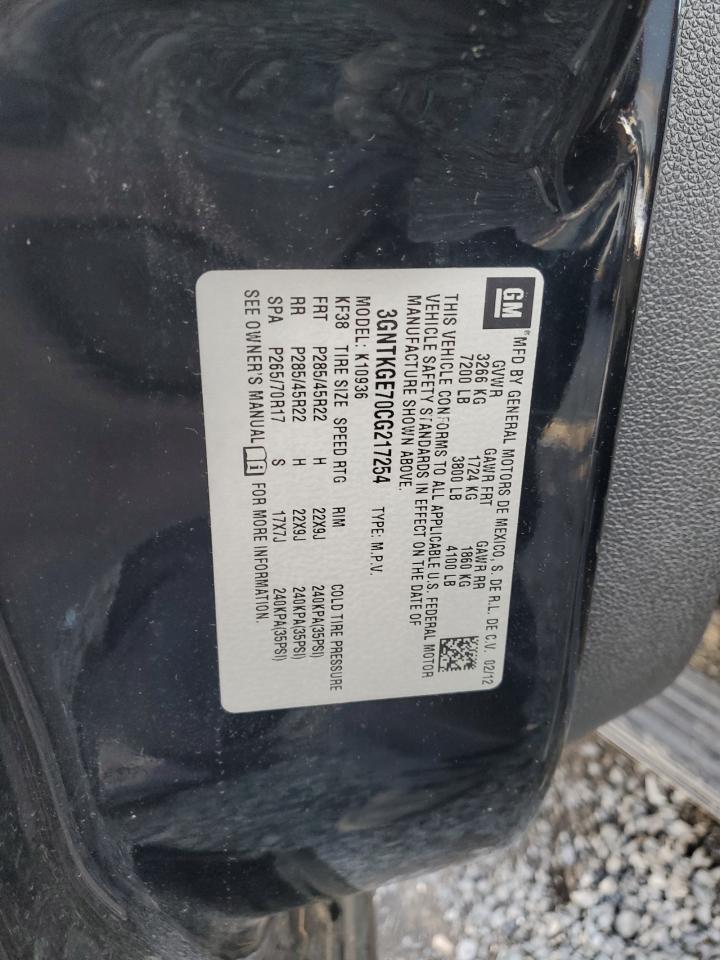 GM ® MFD BY GENERAL MOTORS DE MEXICO, S. DE R.L. DE C.V. 02/12
GVWR GAWR FRT GAWR RR
3266 KG 1724 KG 1860 KG
7200 LB 3800 LB 4100 LB
THIS VEHICLE CONFORMS TO ALL APPLICABLE U.S. FEDERAL MOTOR
VEHICLE SAFETY STANDARDS IN EFFECT ON THE DATE OF
MANUFACTURE SHOWN ABOVE.
3GNTKGE70CG217254 TYPE: M.P.V.
MODEL: K10936
KF38 TIRE SIZE SPEED RTG RIM COLD TIRE PRESSURE
FRT P285/45R22 H 22X9J 240KPA(35PSI)
RR P285/45R22 H 22X9J 240KPA(35PSI)
SPA P265/70R17 S 17X7J 240KPA(35PSI)
SEE OWNER'S MANUAL i FOR MORE INFORMATION.